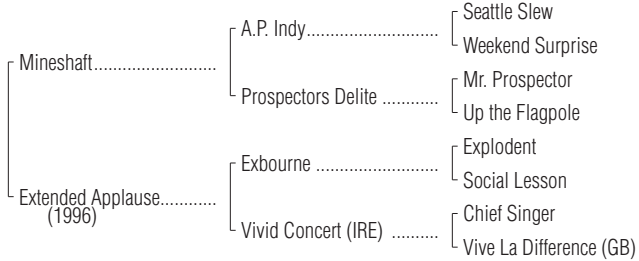 Seattle Slew
A.P. Indy..............................
Weekend Surprise
Mineshaft............................
Mr. Prospector
Prospectors Delite .............
Up the Flagpole
Explodent
Exbourne .............................
Social Lesson
Extended Applause.............
(1996)
Chief Singer
Vivid Concert (IRE) ...........
Vive La Difference (GB)